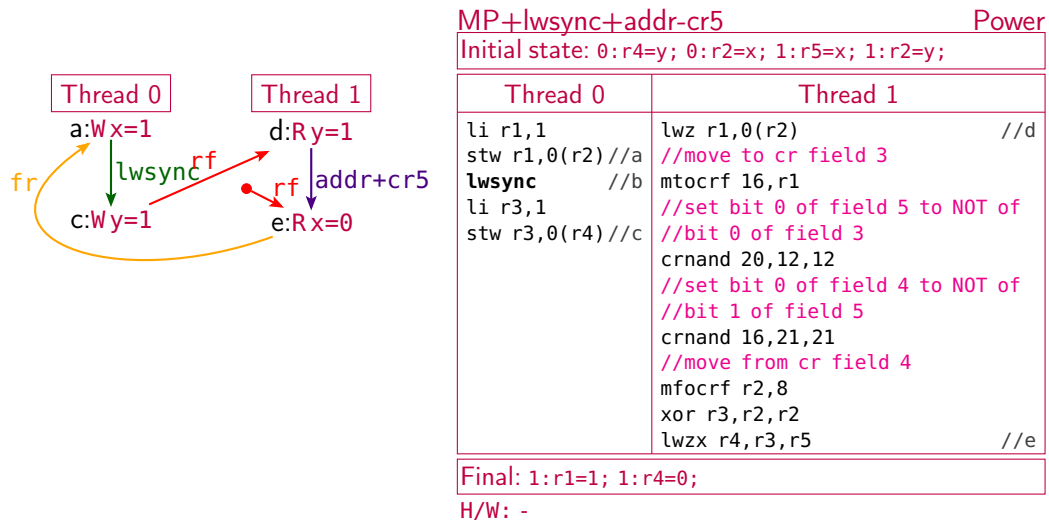 MP+lwsync+addr-cr5 Power
Initial state: 0:r4=y; 0:r2=x; 1:r5=x; 1:r2=y;
Thread 0 Thread 1
a:Wx=1 d:Ry=1
lwsync rf addr+cr5
fr rf
c:Wy=1 e:Rx=0
Thread 0
li r1,1
stw r1,0(r2) //a
lwsync //b
li r3,1
stw r3,0(r4) //c
Thread 1
lwz r1,0(r2) //d
//move to cr field 3
mtocrf 16,r1
//set bit 0 of field 5 to NOT of
//bit 0 of field 3
crnand 20,12,12
//set bit 0 of field 4 to NOT of
//bit 1 of field 5
crnand 16,21,21
//move from cr field 4
mfocrf r2,8
xor r3,r2,r2
lwzx r4,r3,r5 //e
Final: 1:r1=1; 1:r4=0;
H/W: -